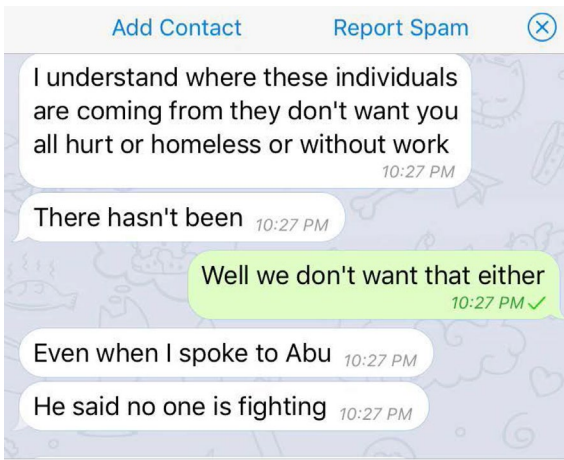 Add Contact Report Spam
I understand where these individuals
are coming from they don't want you
all hurt or homeless or without work
10:27 PM
There hasn't been 10:27 PM
Well we don't want that either
10:27 PM
Even when I spoke to Abu 10:27 PM
He said no one is fighting 10:27 PM